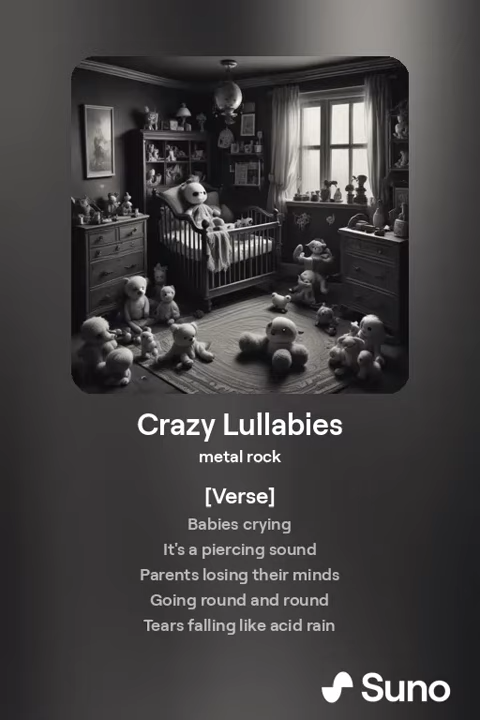 Crazy Lullabies
metal rock
[Verse]
Babies crying
It's a piercing sound
Parents losing their minds
Going round and round
Tears falling like acid rain
Suno